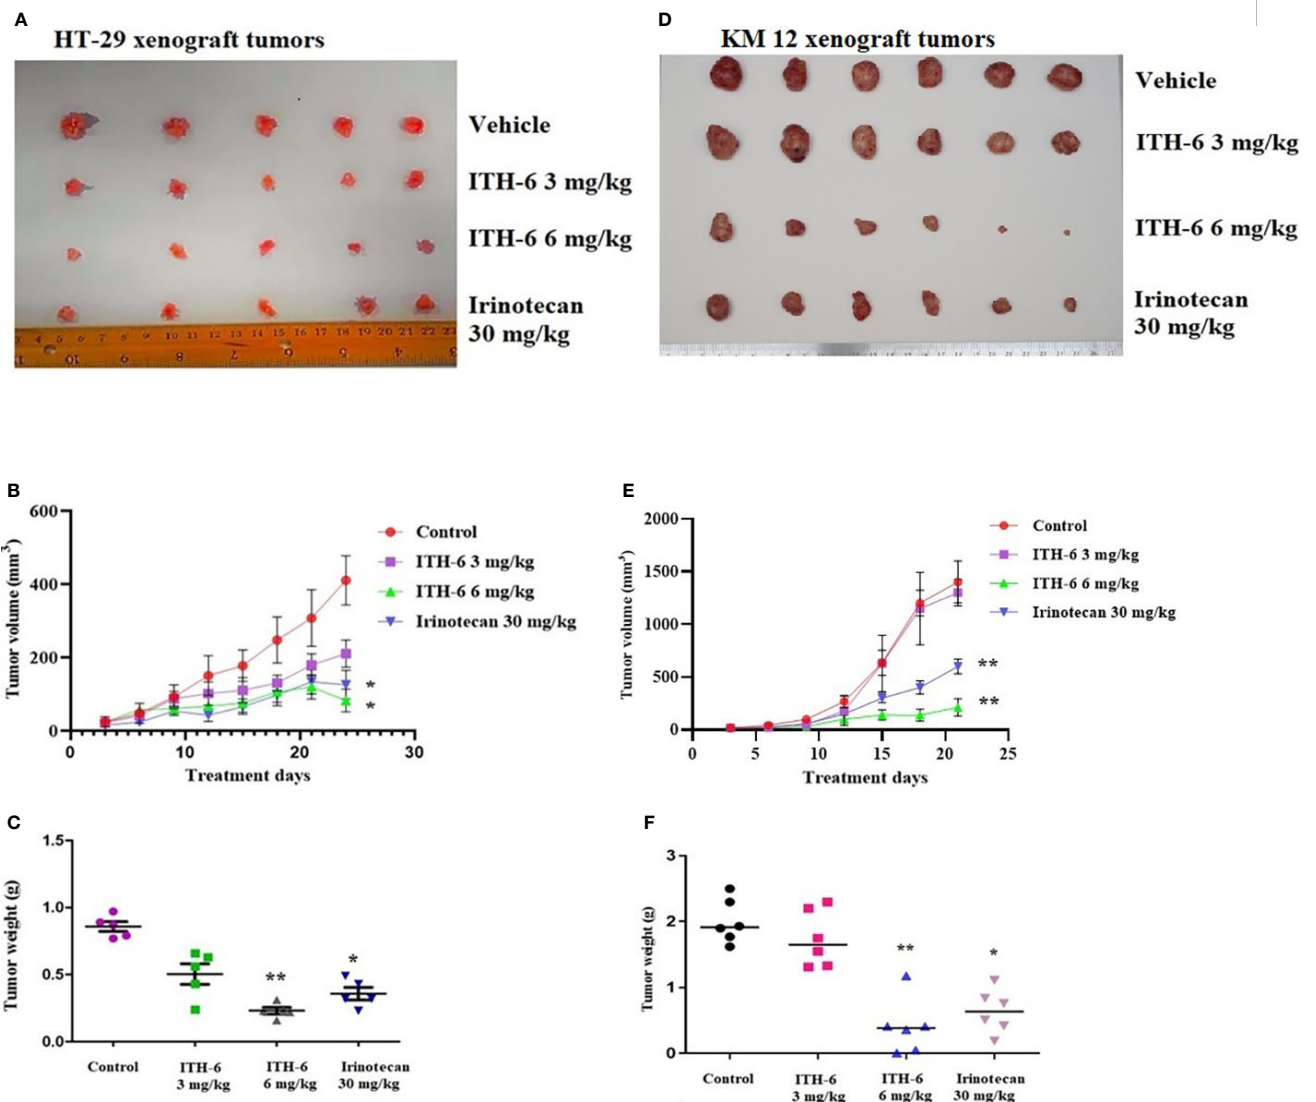 A
HT-29 xenograft tumors
Vehicle
ITH-6 3 mg/kg
ITH-6 6 mg/kg
Irinotecan
30 mg/kg
D
KM 12 xenograft tumors
Vehicle
ITH-6 3 mg/kg
ITH-6 6 mg/kg
Irinotecan
30 mg/kg
B
Tumor volume (mm³)
600
400
200
0
0 10 20 30
Treatment days
Control
ITH-6 3 mg/kg
ITH-6 6 mg/kg
Irinotecan 30 mg/kg
*
*
E
Tumor volume (mm³)
2000
1500
1000
500
0
0 5 10 15 20 25
Treatment days
Control
ITH-6 3 mg/kg
ITH-6 6 mg/kg
Irinotecan 30 mg/kg
**
**
C
Tumor weight (g)
1.5
1.0
0.5
0.0
**
*
Control
ITH-6
3 mg/kg
ITH-6
6 mg/kg
Irinotecan
30 mg/kg
F
Tumor weight (g)
3
2
1
0
**
*
Control
ITH-6
3 mg/kg
ITH-6
6 mg/kg
Irinotecan
30 mg/kg